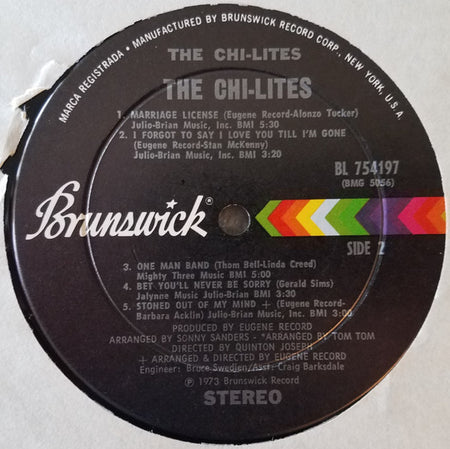 MARCA REGISTRADA • MANUFACTURED BY BRUNSWICK RECORD CORP., NEW YORK, U.S.A.
THE CHI-LITES
THE CHI-LITES
1. MARRIAGE LICENSE (Eugene Record-Alonzo Tucker)
Julio-Brian Music, Inc. BMI 5:30
2. I FORGOT TO SAY I LOVE YOU TILL I'M GONE
(Eugene Record-Stan McKenny)
Julio-Brian Music, Inc. BMI 3:20
BL 754197
(BMG 5056)
Brunswick®
SIDE 2
3. ONE MAN BAND (Thom Bell-Linda Creed)
Mighty Three Music BMI 5:00
4. BET YOU'LL NEVER BE SORRY (Gerald Sims)
Jalynne Music Julio-Brian BMI 3:30
5. STONED OUT OF MY MIND + (Eugene Record-
Barbara Acklin) Julio-Brian Music, Inc. BMI 3:00
PRODUCED BY EUGENE RECORD
ARRANGED BY SONNY SANDERS - *ARRANGED BY TOM TOM
DIRECTED BY QUINTON JOSEPH
+ ARRANGED & DIRECTED BY EUGENE RECORD
Engineer: Bruce Swedien/Asst: Craig Barksdale
℗ 1973 Brunswick Record
STEREO